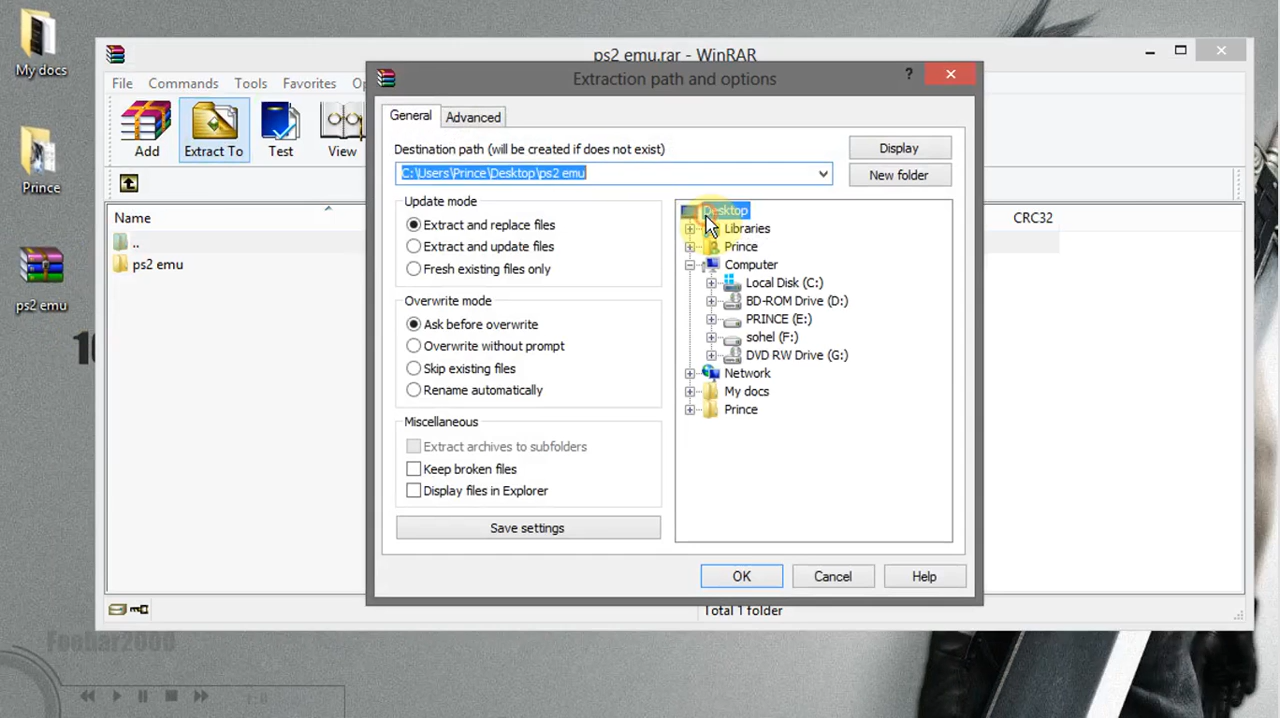 My docs
Prince
ps2 emu
ps2 emu.rar - WinRAR
File Commands Tools Favorites
Add Extract To Test View
Name CRC32
..
ps2 emu
Total 1 folder
Extraction path and options
?
General Advanced
Destination path (will be created if does not exist)
Display
C:\Users\Prince\Desktop\ps2 emu
New folder
Update mode
Extract and replace files
Extract and update files
Fresh existing files only
Overwrite mode
Ask before overwrite
Overwrite without prompt
Skip existing files
Rename automatically
Miscellaneous
Extract archives to subfolders
Keep broken files
Display files in Explorer
Save settings
Desktop
Libraries
Prince
Computer
Local Disk (C:)
BD-ROM Drive (D:)
PRINCE (E:)
sohel (F:)
DVD RW Drive (G:)
Network
My docs
Prince
OK Cancel Help
FooBar2000